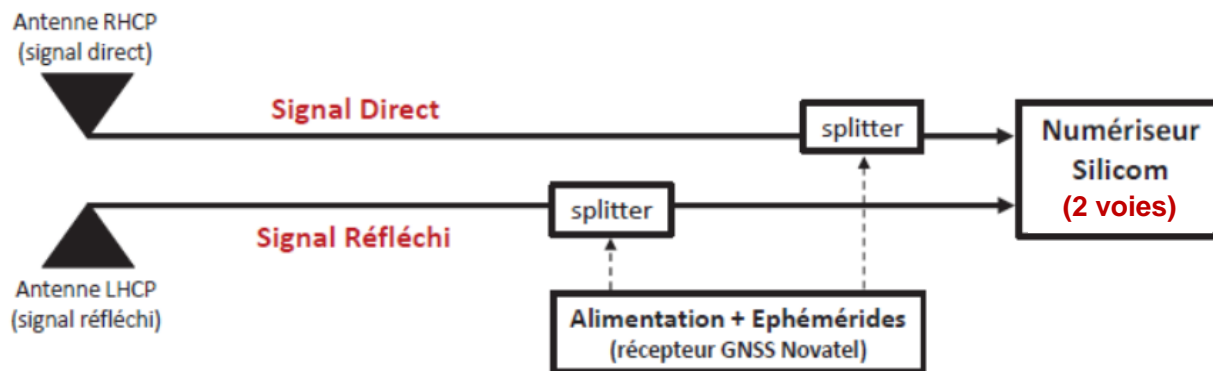 Antenne RHCP
(signal direct)
Signal Direct
splitter
Numériseur
Silicom
(2 voies)
splitter
Signal Réfléchi
Antenne LHCP
(signal réfléchi)
Alimentation + Ephémérides
(récepteur GNSS Novatel)